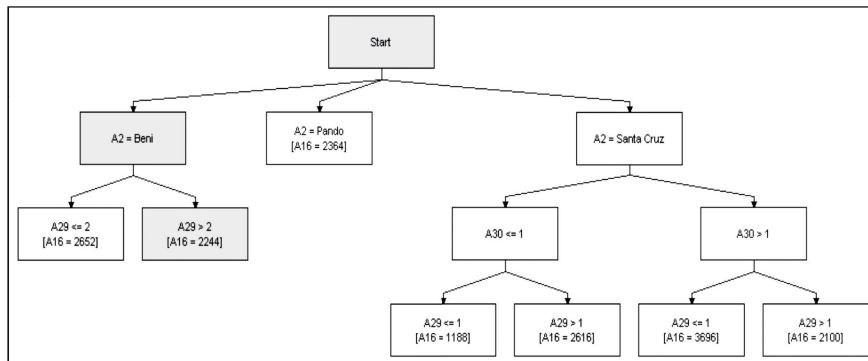 Start
A2 = Beni
A2 = Pando
[A16 = 2364]
A2 = Santa Cruz
A29 <= 2
[A16 = 2652]
A29 > 2
[A16 = 2244]
A30 <= 1
A30 > 1
A29 <= 1
[A16 = 1188]
A29 > 1
[A16 = 2616]
A29 <= 1
[A16 = 3696]
A29 > 1
[A16 = 2100]